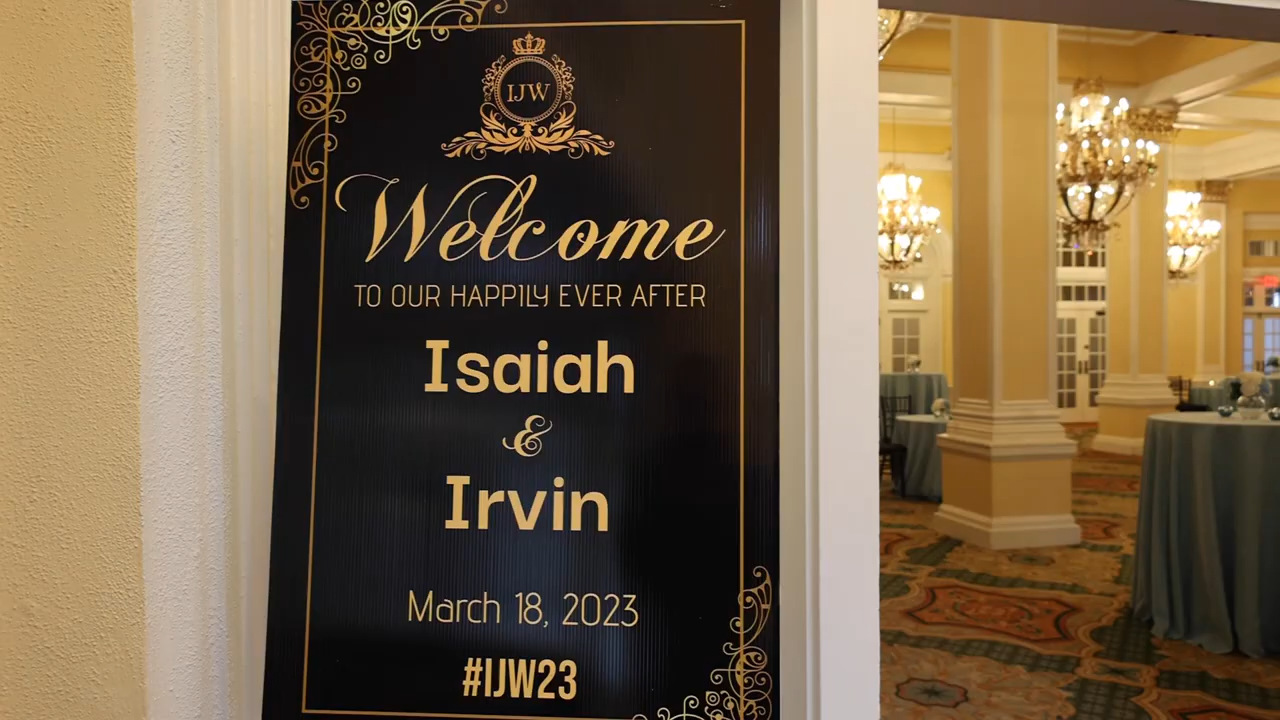 IJW
Welcome
TO OUR HAPPILY EVER AFTER
Isaiah
&
Irvin
March 18, 2023
#IJW23